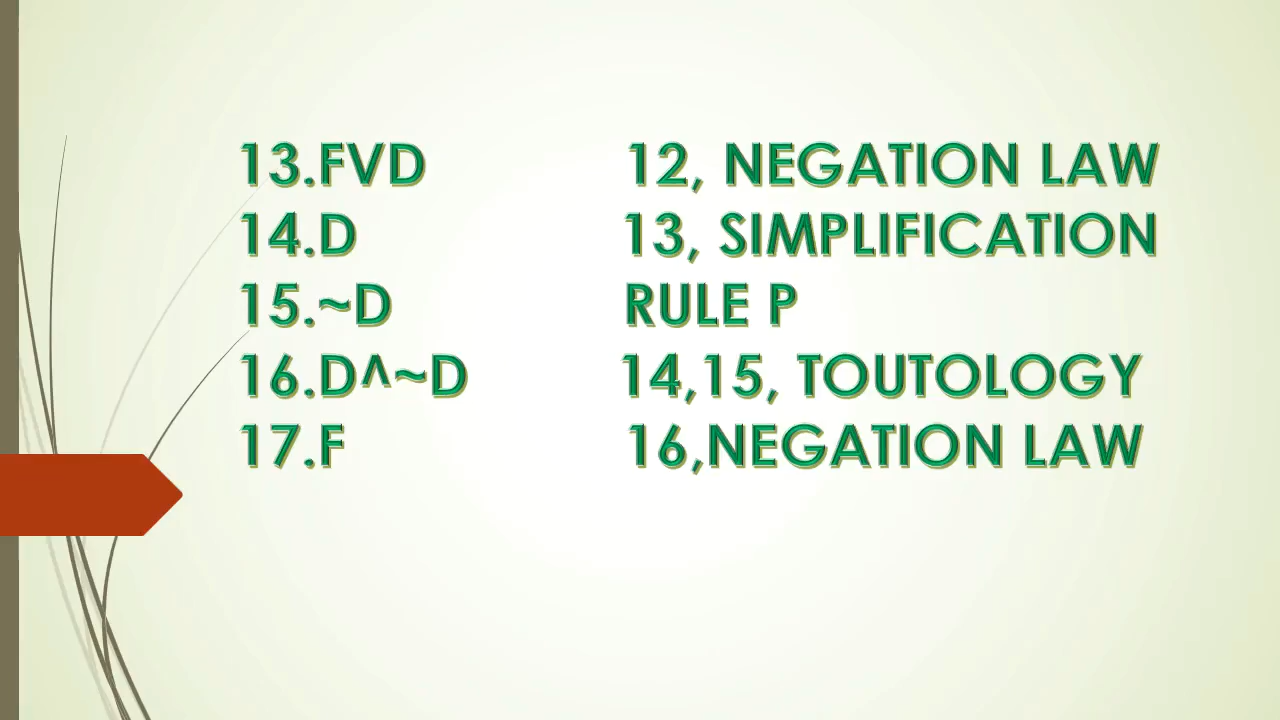 13.FVD 12, NEGATION LAW
14.D 13, SIMPLIFICATION
15.~D RULE P
16.D^~D 14,15, TOUTOLOGY
17.F 16,NEGATION LAW